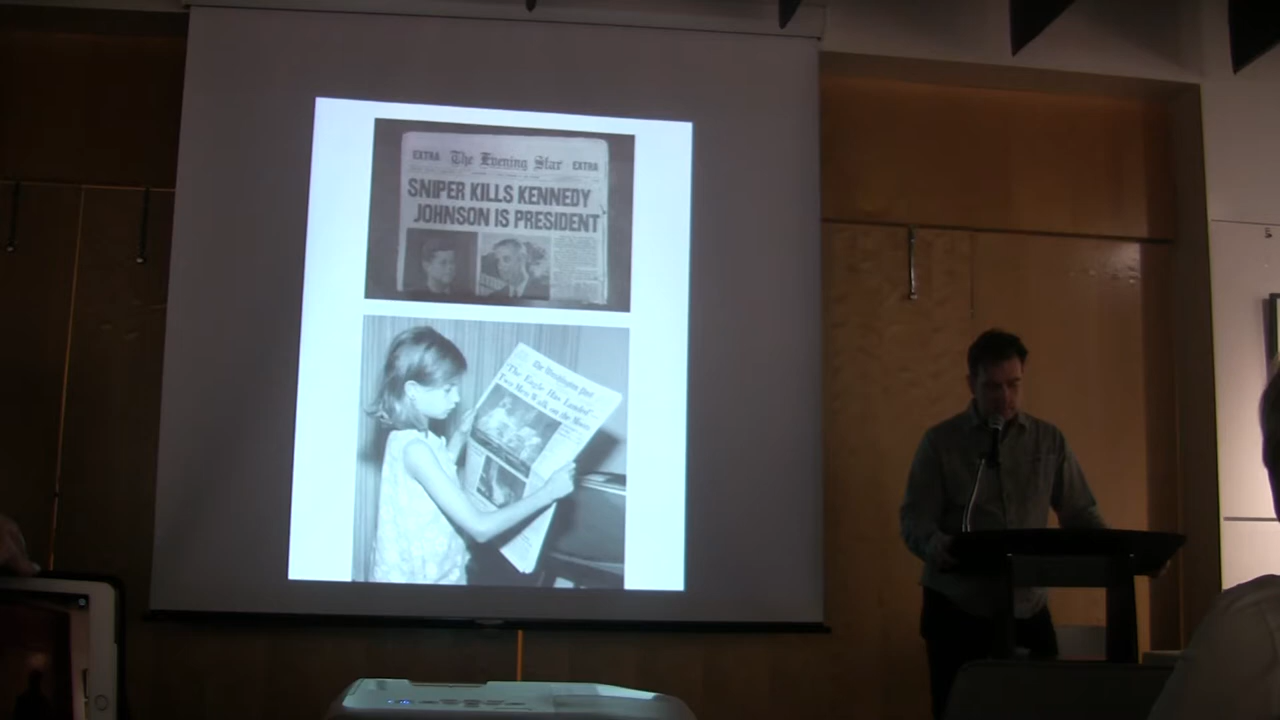 EXTRA The Evening Star EXTRA
SNIPER KILLS KENNEDY
JOHNSON IS PRESIDENT
The Washington Post
'The Eagle Has Landed'
Two Men Walk on the Moon